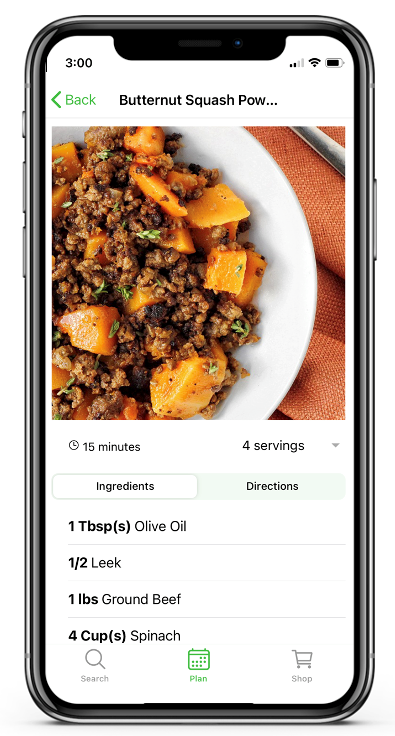 3:00
Back
Butternut Squash Pow...
15 minutes
4 servings
Ingredients
Directions
1 Tbsp(s) Olive Oil
1/2 Leek
1 lbs Ground Beef
4 Cup(s) Spinach
Search
Plan
Shop